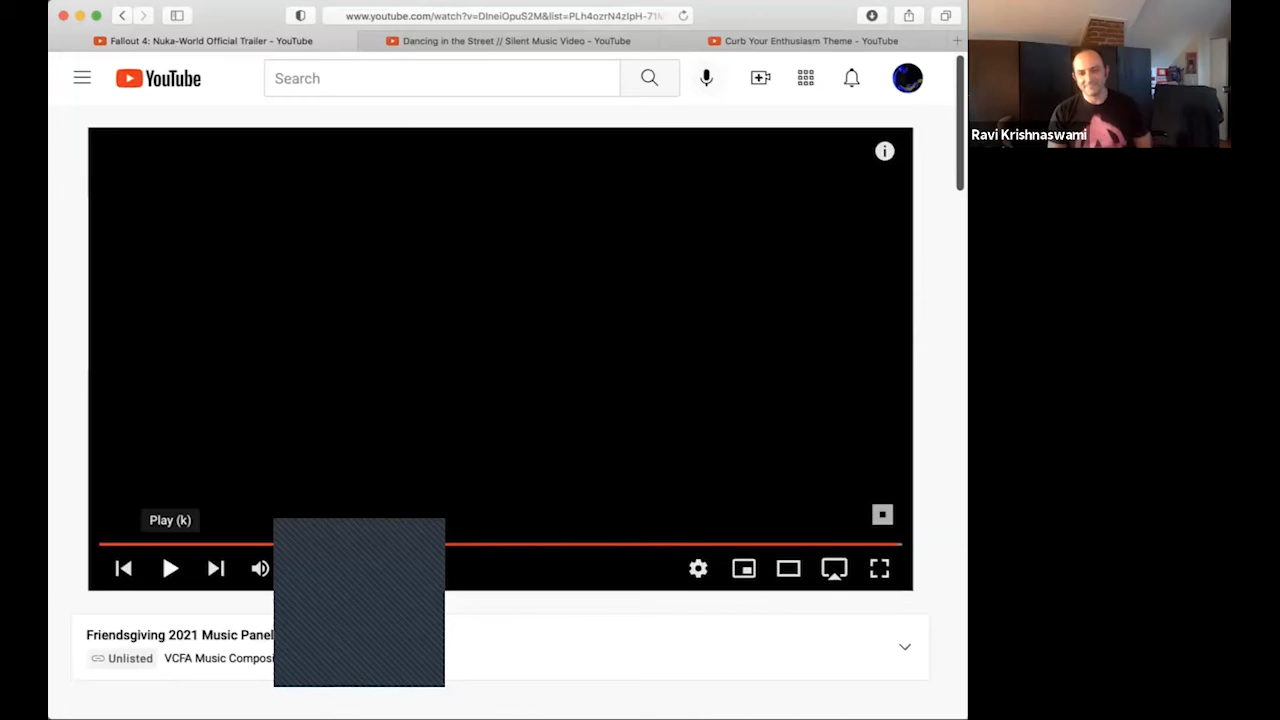 www.youtube.com/watch?v=DIneiOpuS2M&list=PLh4ozrN4zIpH-71
Fallout 4: Nuka-World Official Trailer - YouTube
Dancing in the Street // Silent Music Video - YouTube
Curb Your Enthusiasm Theme - YouTube
YouTube
Search
Ravi Krishnaswami
Play (k)
Friendsgiving 2021 Music Panel
Unlisted
VCFA Music Composi